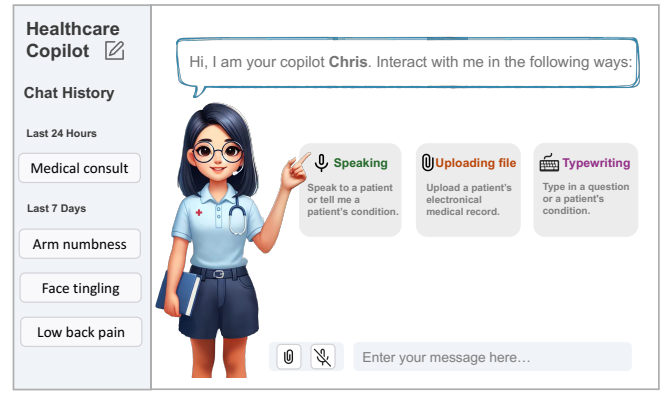 Healthcare
Copilot
Chat History
Last 24 Hours
Medical consult
Last 7 Days
Arm numbness
Face tingling
Low back pain
Hi, I am your copilot Chris. Interact with me in the following ways:
Speaking
Speak to a patient
or tell me a
patient's condition.
Uploading file
Upload a patient's
electronical
medical record.
Typewriting
Type in a question
or a patient's
condition.
Enter your message here…